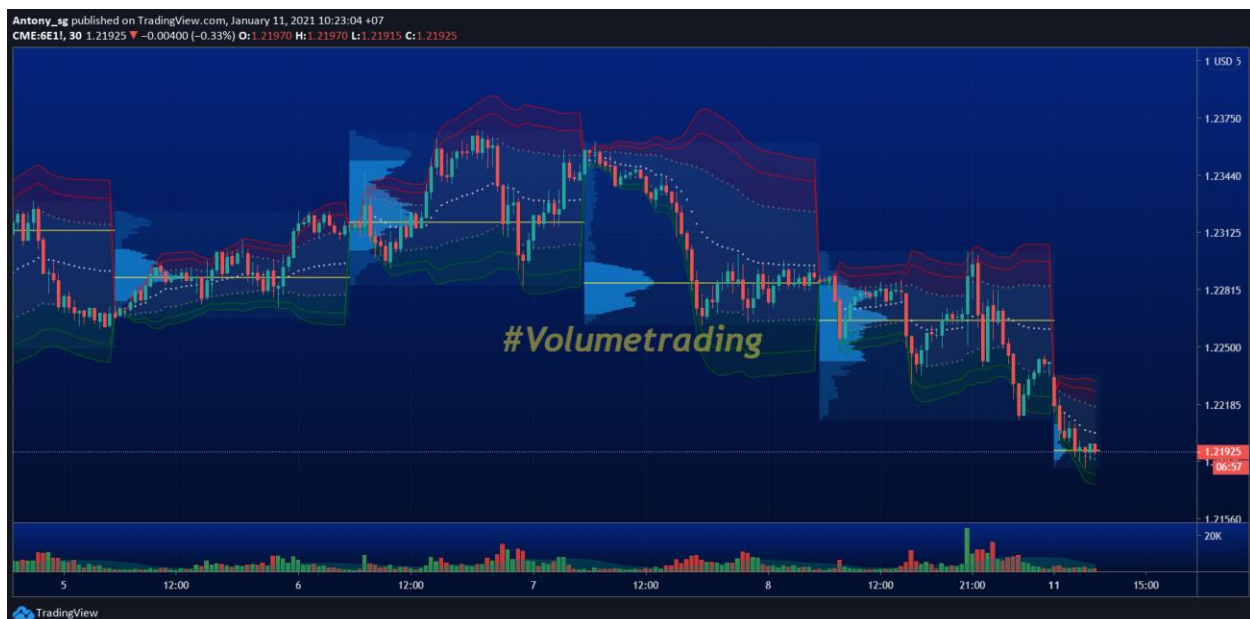 Antony_sg published on TradingView.com, January 11, 2021 10:23:04 +07
CME:6E1!, 30 1.21925 ▼ −0.00400 (−0.33%) O:1.21970 H:1.21970 L:1.21915 C:1.21925
1 USD 5
1.23750
1.23440
1.23125
1.22815
#Volumetrading
1.22500
1.22185
1.21925
06:57
1.21560
20K
5 12:00 6 12:00 7 12:00 8 12:00 21:00 11 15:00
TradingView